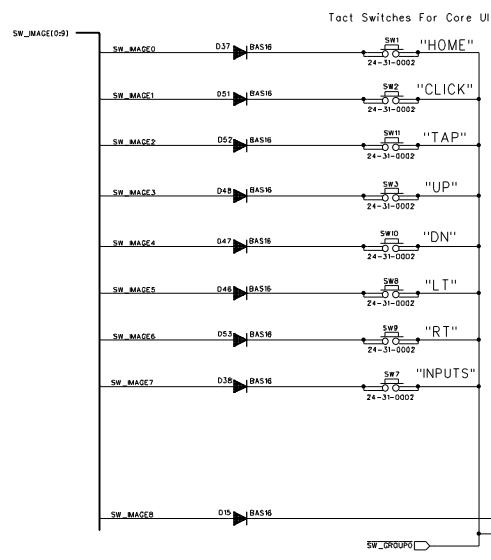 Tact Switches For Core UI
SW_IMAGE[0:9]
SW_IMAGE0 D37 BAS16 SW1 "HOME"
24-31-0002
SW_IMAGE1 D51 BAS16 SW2 "CLICK"
24-31-0002
SW_IMAGE2 D52 BAS16 SW11 "TAP"
24-31-0002
SW_IMAGE3 D48 BAS16 SW3 "UP"
24-31-0002
SW_IMAGE4 D47 BAS16 SW10 "DN"
24-31-0002
SW_IMAGE5 D46 BAS16 SW8 "LT"
24-31-0002
SW_IMAGE6 D53 BAS16 SW9 "RT"
24-31-0002
SW_IMAGE7 D38 BAS16 SW7 "INPUTS"
24-31-0002
SW_IMAGE8 D15 BAS16
SW_GROUP0